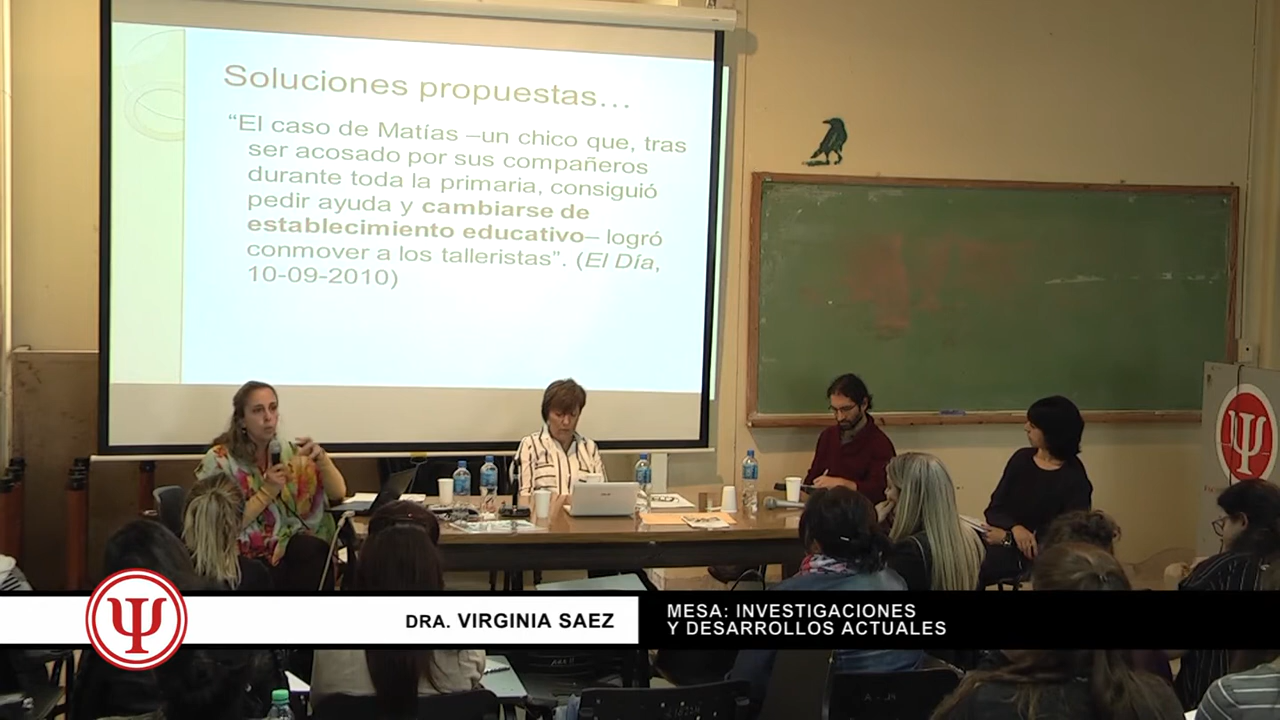 Soluciones propuestas...
“El caso de Matías –un chico que, tras
ser acosado por sus compañeros
durante toda la primaria, consiguió
pedir ayuda y cambiarse de
establecimiento educativo– logró
conmover a los talleristas”. (El Día,
10-09-2010)
Ψ
Ψ
DRA. VIRGINIA SAEZ
MESA: INVESTIGACIONES
Y DESARROLLOS ACTUALES